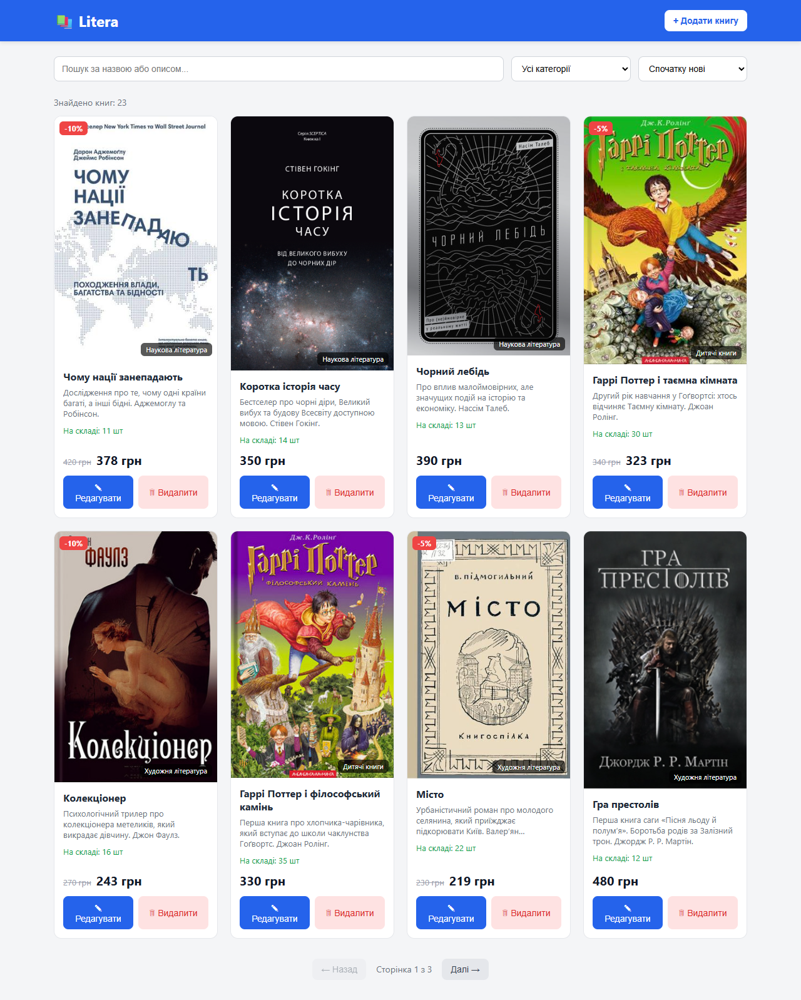 Litera
+ Додати книгу
Пошук за назвою або описом...
Усі категорії
Спочатку нові
Знайдено книг: 23
-10%
селер New York Times та Wall Street Journal
Дарон Аджемоґлу
Джеймс Робінсон
ЧОМУ
НАЦІЇ
ЗАНЕПАДАЮ
ТЬ
ПОХОДЖЕННЯ ВЛАДИ,
БАГАТСТВА ТА БІДНОСТІ
Наукова література
Чому нації занепадають
Дослідження про те, чому одні країни
багаті, а інші бідні. Аджемоглу та
Робінсон.
На складі: 11 шт
420 грн 378 грн
Редагувати
Видалити
Серія SCEPTICA
Книжка I
СТІВЕН ГОКІНГ
КОРОТКА
ІСТОРІЯ
ЧАСУ
ВІД ВЕЛИКОГО ВИБУХУ
ДО ЧОРНИХ ДІР
Наукова література
Коротка історія часу
Бестселер про чорні діри, Великий
вибух та будову Всесвіту доступною
мовою. Стівен Гокінг.
На складі: 14 шт
350 грн
Редагувати
Видалити
Насім Талеб
ЧОРНИЙ ЛЕБІДЬ
Про (не)ймовірне
у реальному житті
Наукова література
Чорний лебідь
Про вплив малоймовірних, але
значущих подій на історію та
економіку. Нассім Талеб.
На складі: 13 шт
390 грн
Редагувати
Видалити
-5%
Дж.К.Ролінґ
Гаррі Поттер
і таємна кімната
Дитячі книги
А-БА-БА-ГА-ЛА-МА-ГА
Гаррі Поттер і таємна кімната
Другий рік навчання у Гоґвортсі: хтось
відчиняє Таємну кімнату. Джоан
Ролінг.
На складі: 30 шт
340 грн 323 грн
Редагувати
Видалити
-10%
ФАУЛЗ
Колекціонер
Художня література
Колекціонер
Психологічний трилер про
колекціонера метеликів, який
викрадає дівчину. Джон Фаулз.
На складі: 16 шт
270 грн 243 грн
Редагувати
Видалити
Дж.К.Ролінґ
Гаррі Поттер
і філософський камінь
Дитячі книги
А-БА-БА-ГА-ЛА-МА-ГА
Гаррі Поттер і філософський
камінь
Перша книга про хлопчика-чарівника,
який вступає до школи чаклунства
Гоґвортс. Джоан Ролінг.
На складі: 35 шт
330 грн
Редагувати
Видалити
-5%
В. ПІДМОГИЛЬНИЙ
МІСТО
КНИГОСПІЛКА
Художня література
Місто
Урбаністичний роман про молодого
селянина, який приїжджає
підкорювати Київ. Валер'ян...
На складі: 22 шт
230 грн 219 грн
Редагувати
Видалити
ГРА
ПРЕСТОЛІВ
ДЖОРДЖ Р. Р. МАРТІН
Художня література
Гра престолів
Перша книга саги «Пісня льоду й
полум'я». Боротьба родів за Залізний
трон. Джордж Р. Р. Мартін.
На складі: 12 шт
480 грн
Редагувати
Видалити
← Назад
Сторінка 1 з 3
Далі →